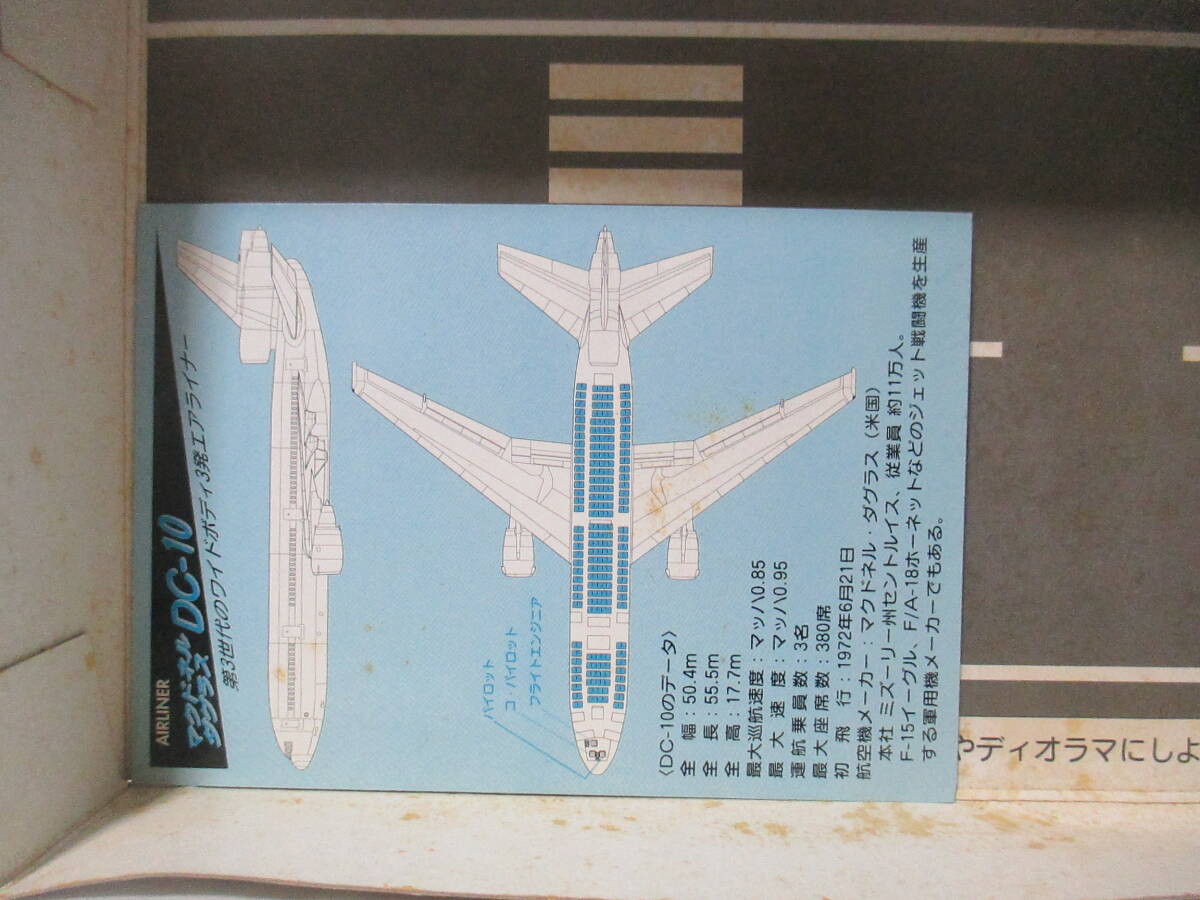 AIRLINER
マクドネル
ダグラス DC-10
第3世代のワイドボディ3発エアライナー
パイロット
コ・パイロット
フライトエンジニア
〈DC-10のデータ〉
全幅：50.4m
全長：55.5m
全高：17.7m
最大巡航速度：マッハ0.85
最大速度：マッハ0.95
運航乗員数：3名
最大座席数：380席
初飛行：1972年6月21日
航空機メーカー：マクドネル・ダグラス（米国）
本社 ミズーリー州セントルイス、従業員 約11万人。
F-15イーグル、F/A-18ホーネットなどのジェット戦闘機を生産
する軍用機メーカーでもある。
やディオラマにしよ